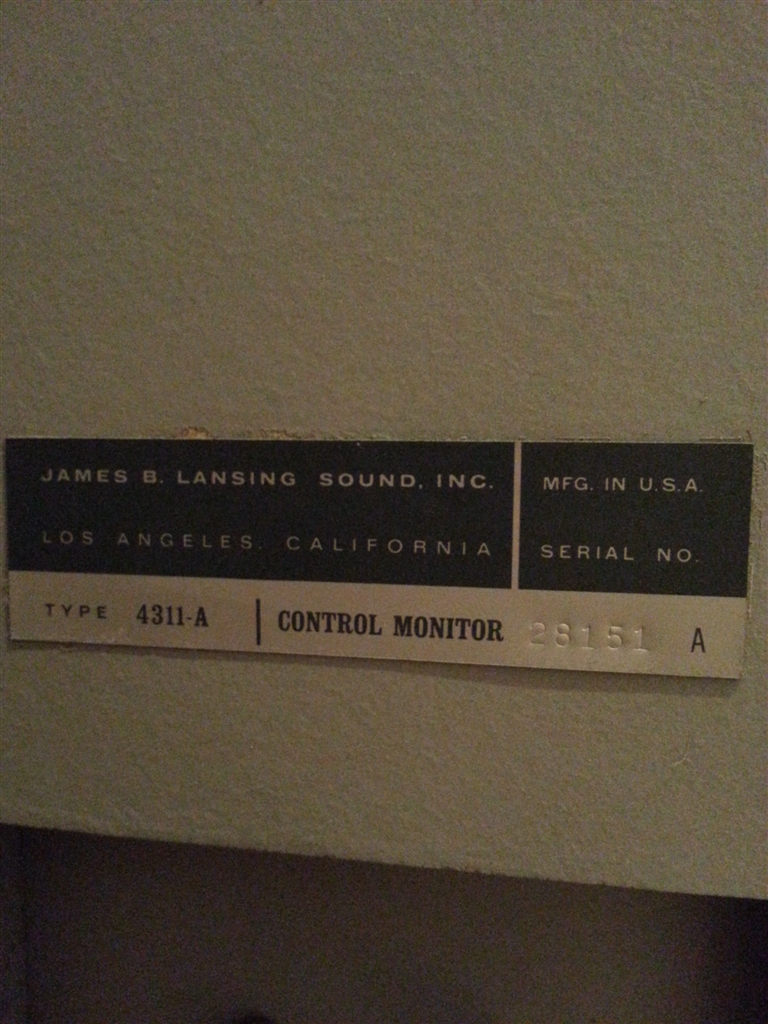 JAMES B. LANSING SOUND, INC.
LOS ANGELES, CALIFORNIA
MFG. IN U.S.A.
SERIAL NO.
TYPE 4311-A | CONTROL MONITOR 28151 A